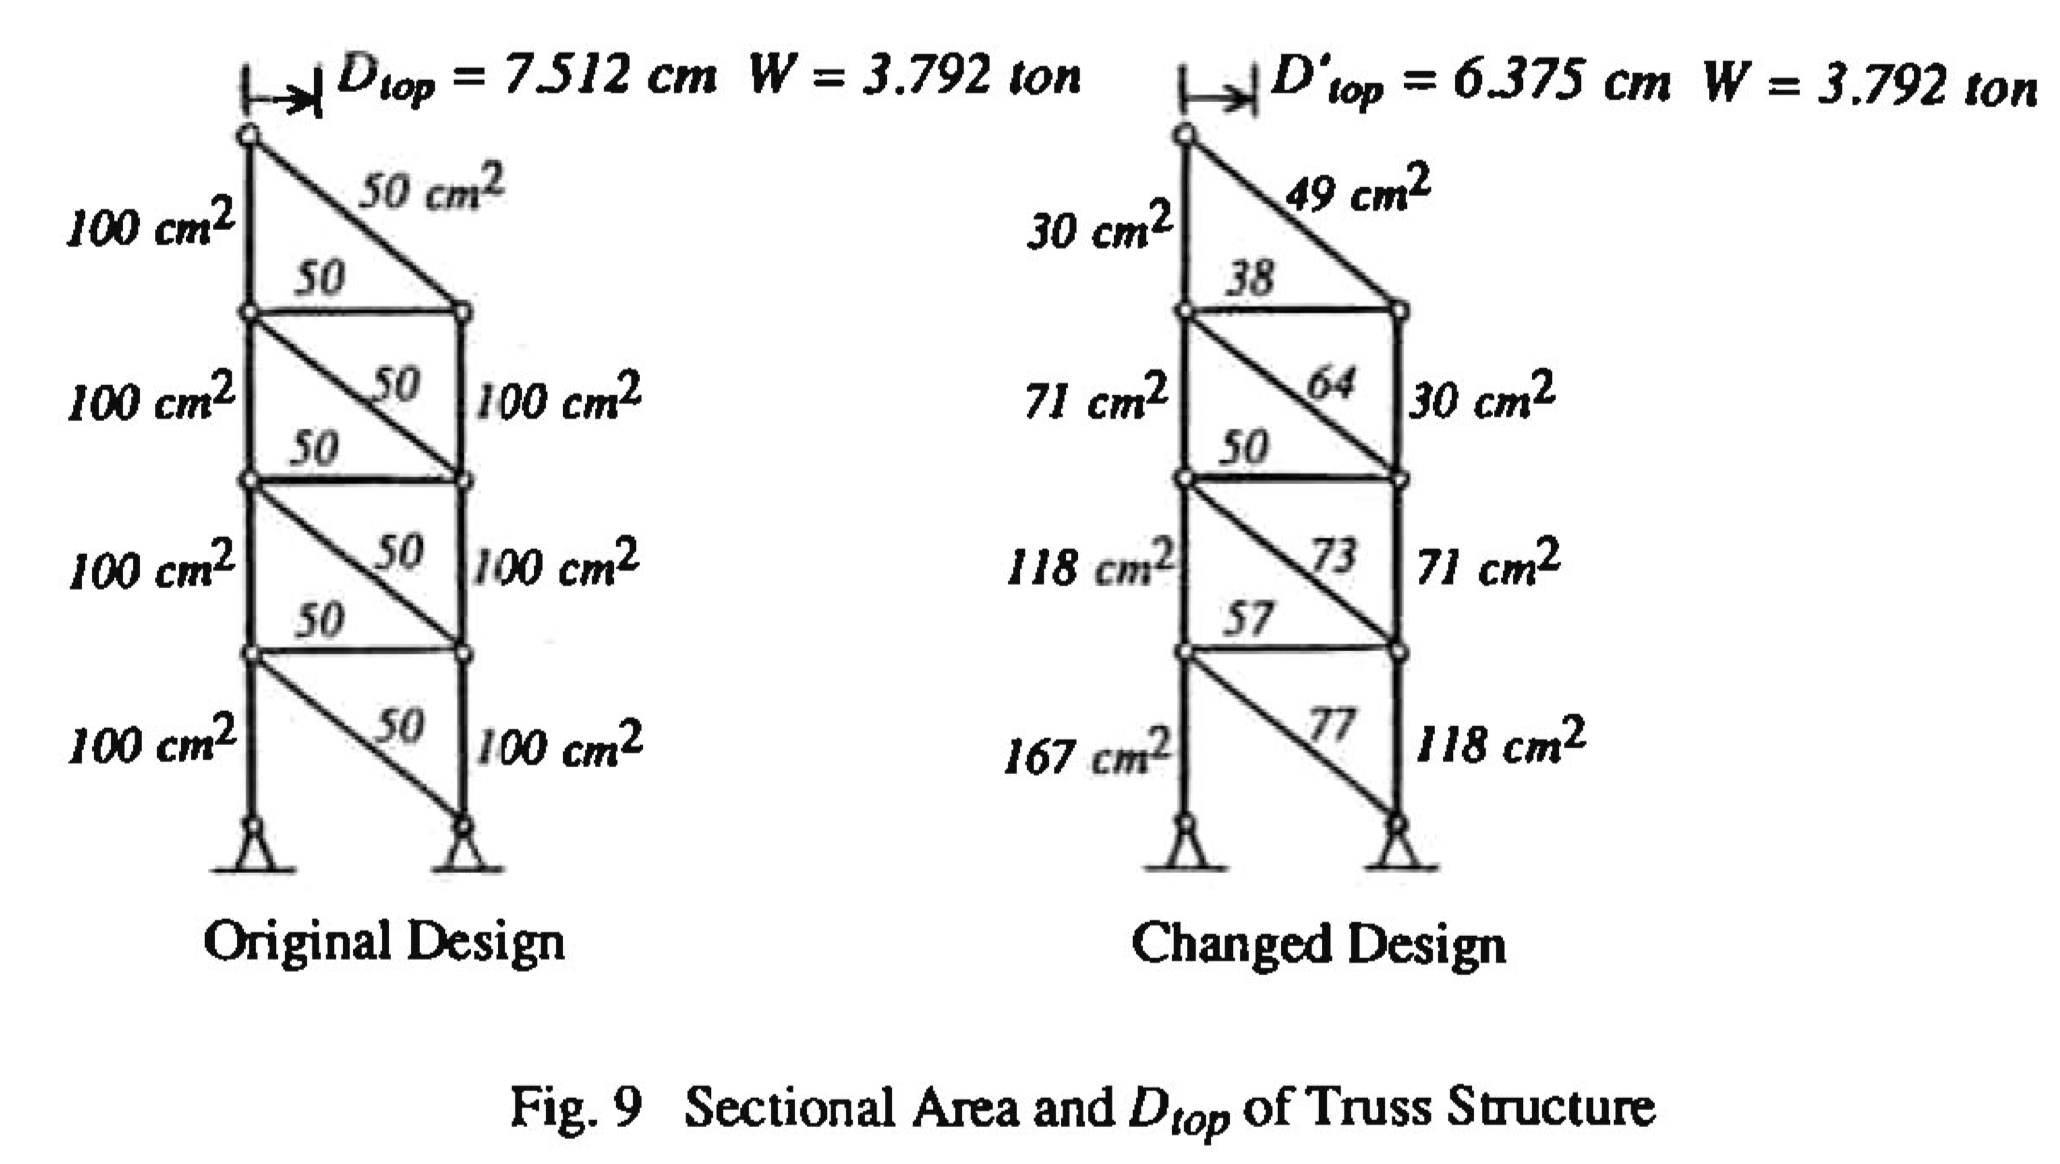 D_top = 7.512 cm W = 3.792 ton
50 cm²
100 cm²
50
50
100 cm²
100 cm²
50
50
100 cm²
100 cm²
50
50
100 cm²
100 cm²
Original Design
D'_top = 6.375 cm W = 3.792 ton
49 cm²
30 cm²
38
64
71 cm²
30 cm²
50
73
118 cm²
71 cm²
57
77
167 cm²
118 cm²
Changed Design
Fig. 9 Sectional Area and D_top of Truss Structure